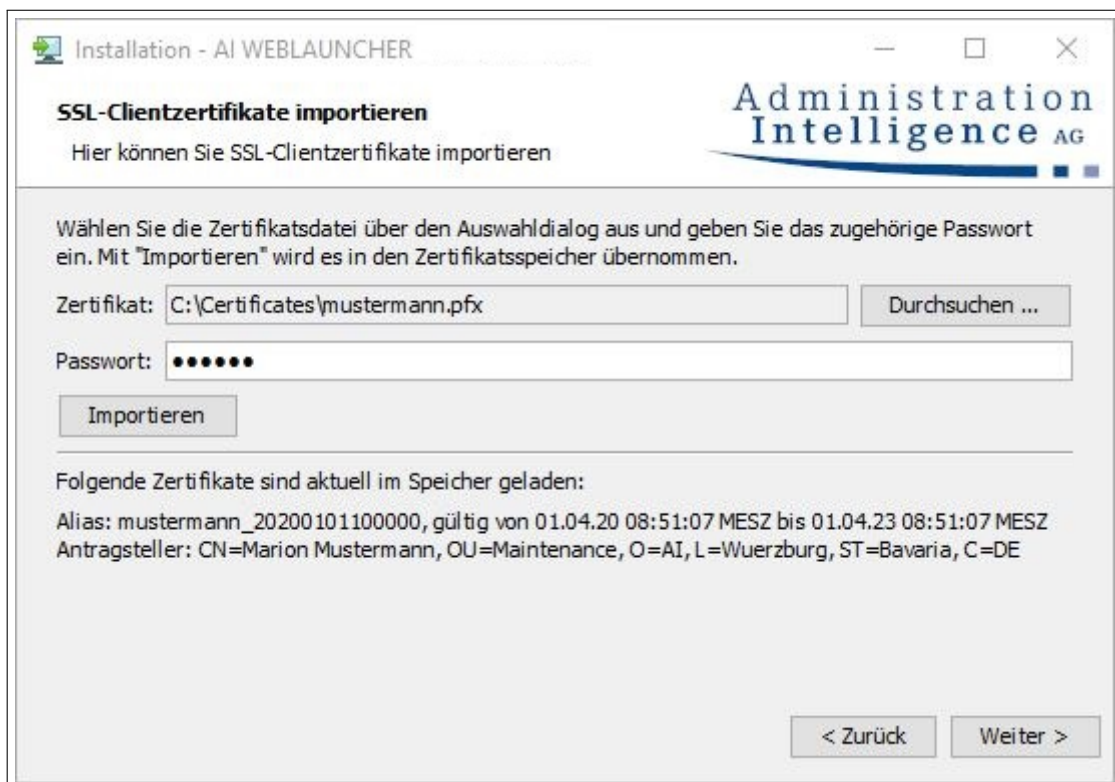 Installation - AI WEBLAUNCHER
SSL-Clientzertifikate importieren
Hier können Sie SSL-Clientzertifikate importieren
Administration
Intelligence AG
Wählen Sie die Zertifikatsdatei über den Auswahldialog aus und geben Sie das zugehörige Passwort
ein. Mit "Importieren" wird es in den Zertifikatsspeicher übernommen.
Zertifikat: C:\Certificates\mustermann.pfx Durchsuchen ...
Passwort: ●●●●●●
Importieren
Folgende Zertifikate sind aktuell im Speicher geladen:
Alias: mustermann_20200101100000, gültig von 01.04.20 08:51:07 MESZ bis 01.04.23 08:51:07 MESZ
Antragsteller: CN=Marion Mustermann, OU=Maintenance, O=AI, L=Wuerzburg, ST=Bavaria, C=DE
< Zurück Weiter >